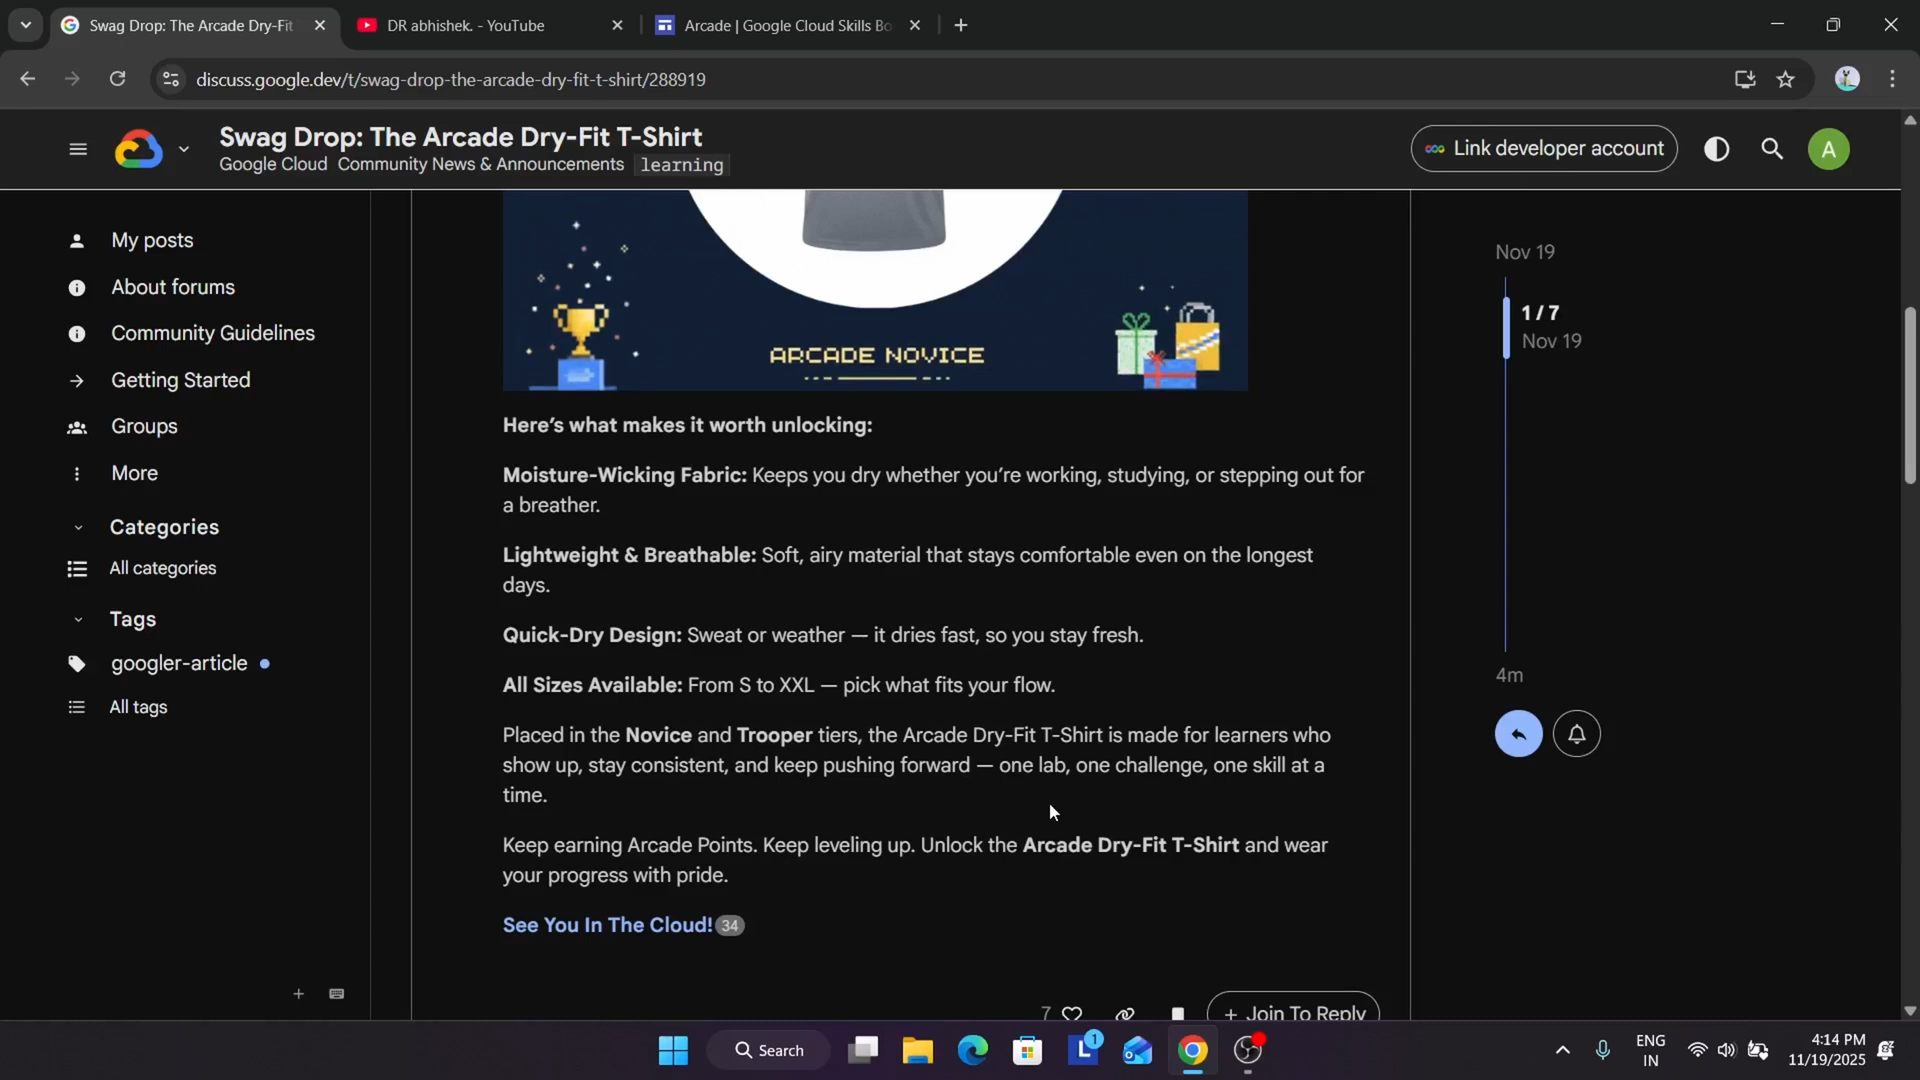 Swag Drop: The Arcade Dry-Fit
DR abhishek. - YouTube
Arcade | Google Cloud Skills Bo
discuss.google.dev/t/swag-drop-the-arcade-dry-fit-t-shirt/288919
Swag Drop: The Arcade Dry-Fit T-Shirt
Google Cloud Community News & Announcements learning
Link developer account
A
My posts
About forums
Community Guidelines
Getting Started
Groups
More
Categories
All categories
Tags
googler-article
All tags
ARCADE NOVICE
Here’s what makes it worth unlocking:
Moisture-Wicking Fabric: Keeps you dry whether you’re working, studying, or stepping out for
a breather.
Lightweight & Breathable: Soft, airy material that stays comfortable even on the longest
days.
Quick-Dry Design: Sweat or weather — it dries fast, so you stay fresh.
All Sizes Available: From S to XXL — pick what fits your flow.
Placed in the Novice and Trooper tiers, the Arcade Dry-Fit T-Shirt is made for learners who
show up, stay consistent, and keep pushing forward — one lab, one challenge, one skill at a
time.
Keep earning Arcade Points. Keep leveling up. Unlock the Arcade Dry-Fit T-Shirt and wear
your progress with pride.
See You In The Cloud! 34
7
+ Join To Reply
Nov 19
1 / 7
Nov 19
4m
Search
L
1
ENG
IN
4:14 PM
11/19/2025